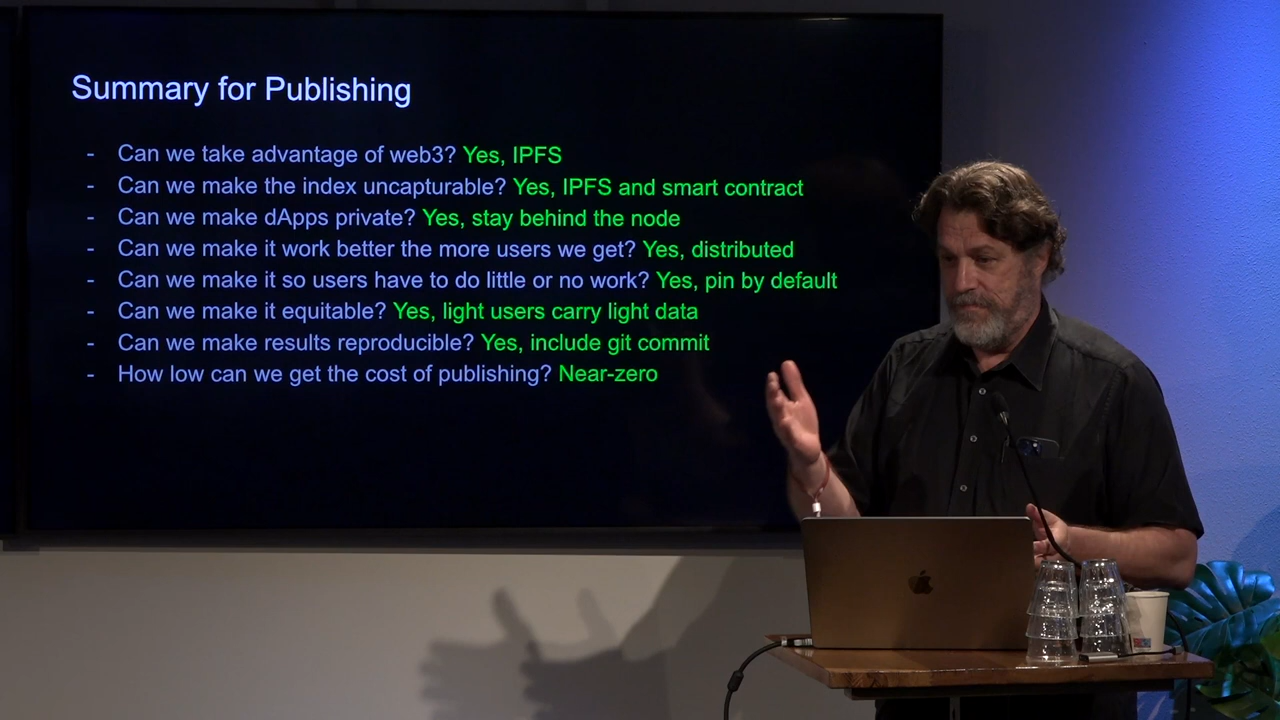 Summary for Publishing
- Can we take advantage of web3? Yes, IPFS
- Can we make the index uncapturable? Yes, IPFS and smart contract
- Can we make dApps private? Yes, stay behind the node
- Can we make it work better the more users we get? Yes, distributed
- Can we make it so users have to do little or no work? Yes, pin by default
- Can we make it equitable? Yes, light users carry light data
- Can we make results reproducible? Yes, include git commit
- How low can we get the cost of publishing? Near-zero